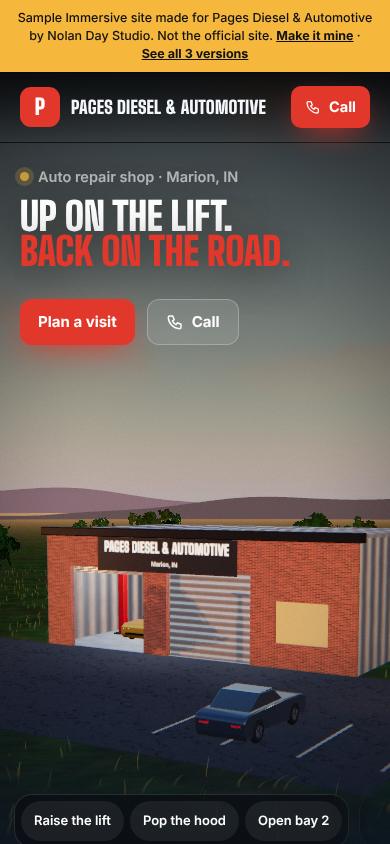 Sample Immersive site made for Pages Diesel & Automotive
by Nolan Day Studio. Not the official site. Make it mine ·
See all 3 versions
P PAGES DIESEL & AUTOMOTIVE Call
Auto repair shop · Marion, IN
UP ON THE LIFT.
BACK ON THE ROAD.
Plan a visit Call
PAGES DIESEL & AUTOMOTIVE
Marion, IN
Raise the lift Pop the hood Open bay 2